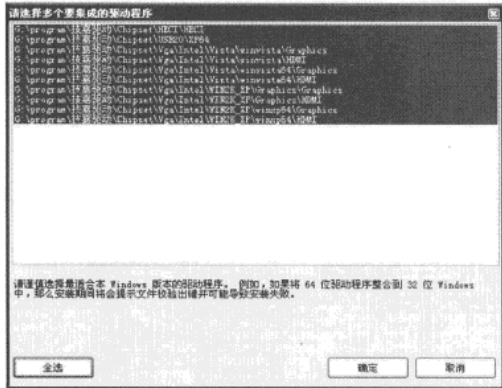 请选择多个要集成的驱动程序
G:\program\技嘉驱动\Chipset\HECI\HECI
G:\program\技嘉驱动\Chipset\USB20\XP64
G:\program\技嘉驱动\Chipset\Vga\Intel\Vista\winvista\Graphics
G:\program\技嘉驱动\Chipset\Vga\Intel\Vista\winvista\HDMI
G:\program\技嘉驱动\Chipset\Vga\Intel\Vista\winvista64\Graphics
G:\program\技嘉驱动\Chipset\Vga\Intel\Vista\winvista64\HDMI
G:\program\技嘉驱动\Chipset\Vga\Intel\WIN2K_XP\Graphics\Graphics
G:\program\技嘉驱动\Chipset\Vga\Intel\WIN2K_XP\Graphics\HDMI
G:\program\技嘉驱动\Chipset\Vga\Intel\WIN2K_XP\winxp64\Graphics
G:\program\技嘉驱动\Chipset\Vga\Intel\WIN2K_XP\winxp64\HDMI
请谨慎选择最适合本 Windows 版本的驱动程序。 例如，如果将 64 位驱动程序整合到 32 位 Windows
中，那么安装期间将会提示文件校验出错并可能导致安装失败。
全选
确定
取消